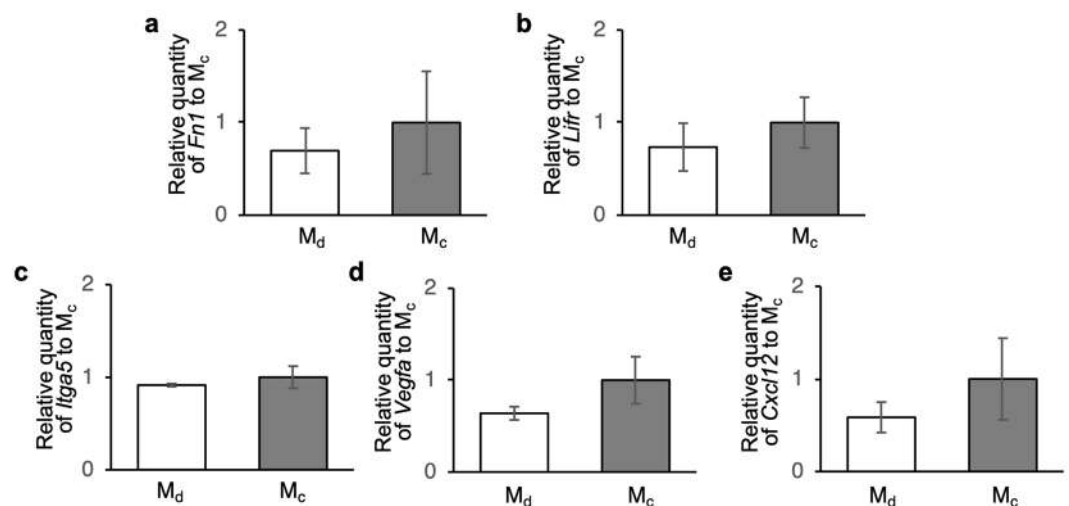 a
Relative quantity
of Fn1 to Mc
2
1
0
Md
Mc
b
Relative quantity
of Lifr to Mc
2
1
0
Md
Mc
c
Relative quantity
of Itga5 to Mc
2
1
0
Md
Mc
d
Relative quantity
of Vegfa to Mc
2
1
0
Md
Mc
e
Relative quantity
of Cxcl12 to Mc
2
1
0
Md
Mc